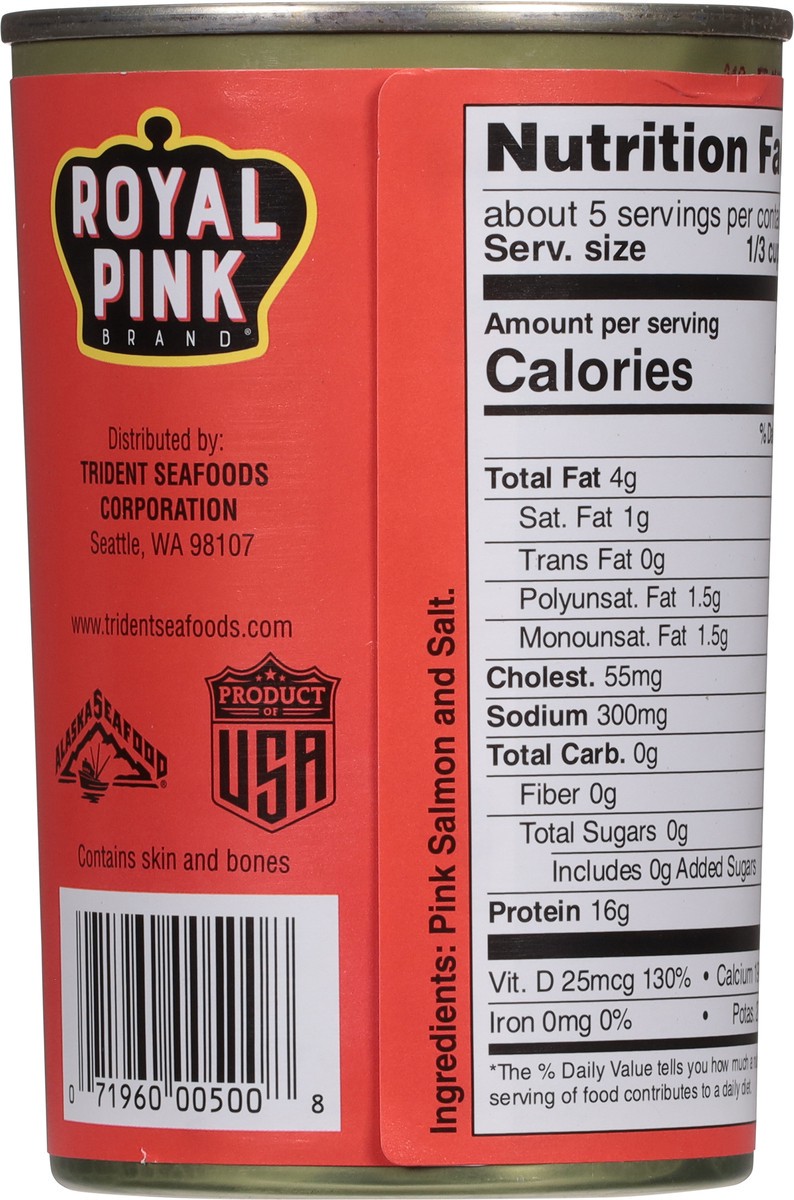 ROYAL
PINK
BRAND®
Distributed by:
TRIDENT SEAFOODS
CORPORATION
Seattle, WA 98107
www.tridentseafoods.com
ALASKA SEAFOOD ®
PRODUCT
OF
USA
Contains skin and bones
0 71960 00500 8
Ingredients: Pink Salmon and Salt.
Nutrition
about 5 servings per
Serv. size 1/3
Amount per serving
Calories
%
Total Fat 4g
Sat. Fat 1g
Trans Fat 0g
Polyunsat. Fat 1.5g
Monounsat. Fat 1.5g
Cholest. 55mg
Sodium 300mg
Total Carb. 0g
Fiber 0g
Total Sugars 0g
Includes 0g Added Sugars
Protein 16g
Vit. D 25mcg 130% • Calcium
Iron 0mg 0% • Potas.
*The % Daily Value tells you how much a
serving of food contributes to a daily diet.